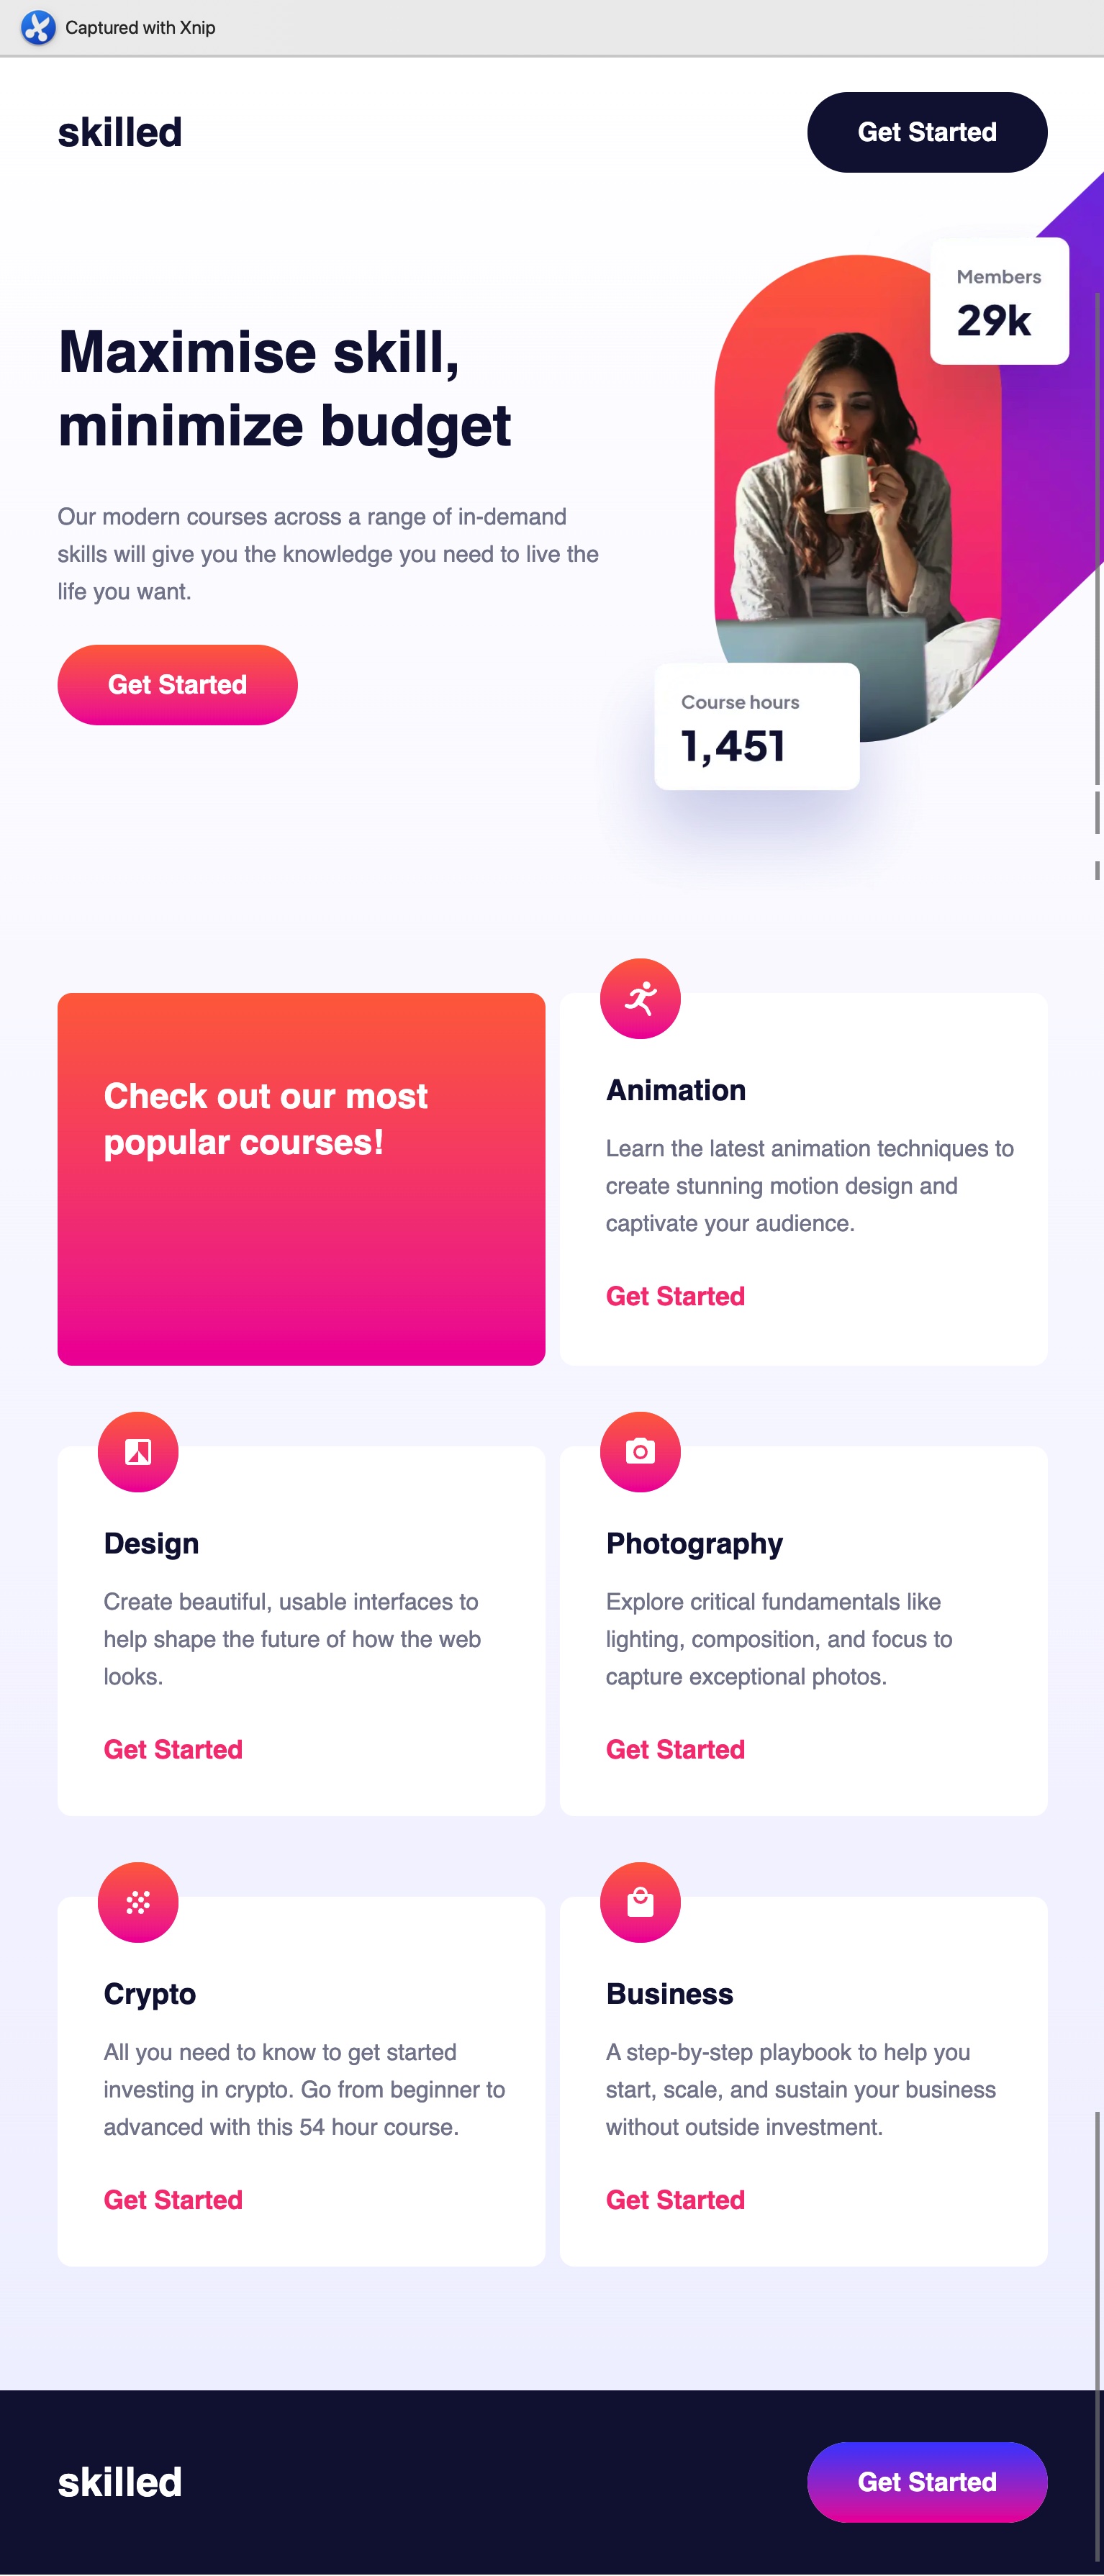 Captured with Xnip
skilled
Get Started
Members
29k
Maximise skill,
minimize budget
Our modern courses across a range of in-demand
skills will give you the knowledge you need to live the
life you want.
Get Started
Course hours
1,451
Check out our most
popular courses!
Animation
Learn the latest animation techniques to
create stunning motion design and
captivate your audience.
Get Started
Design
Create beautiful, usable interfaces to
help shape the future of how the web
looks.
Get Started
Photography
Explore critical fundamentals like
lighting, composition, and focus to
capture exceptional photos.
Get Started
Crypto
All you need to know to get started
investing in crypto. Go from beginner to
advanced with this 54 hour course.
Get Started
Business
A step-by-step playbook to help you
start, scale, and sustain your business
without outside investment.
Get Started
skilled
Get Started